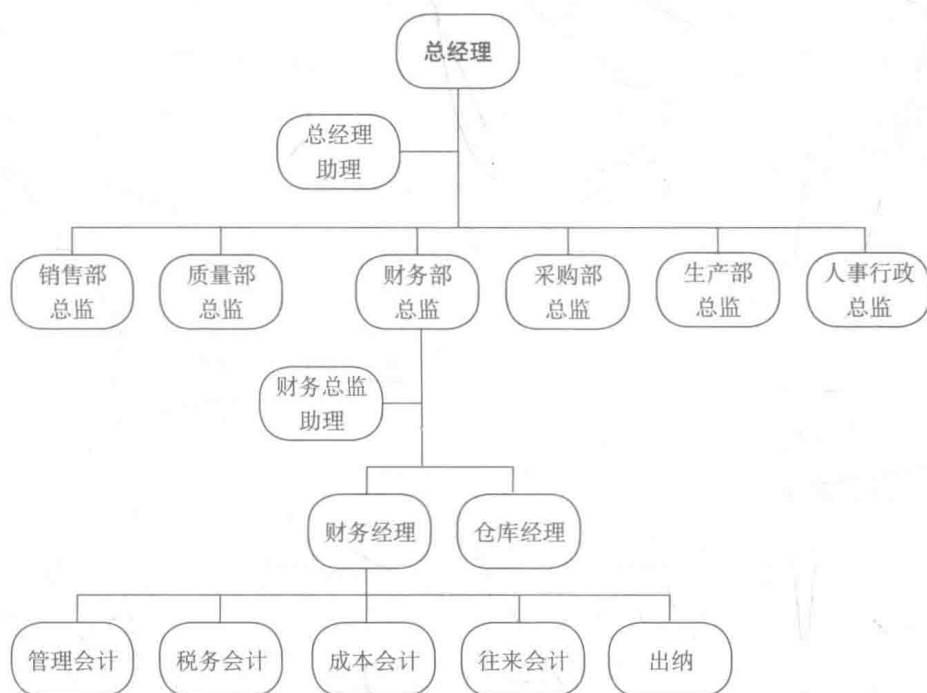 总经理
总经理
助理
销售部
总监
质量部
总监
财务部
总监
采购部
总监
生产部
总监
人事行政
总监
财务总监
助理
财务经理
仓库经理
管理会计
税务会计
成本会计
往来会计
出纳